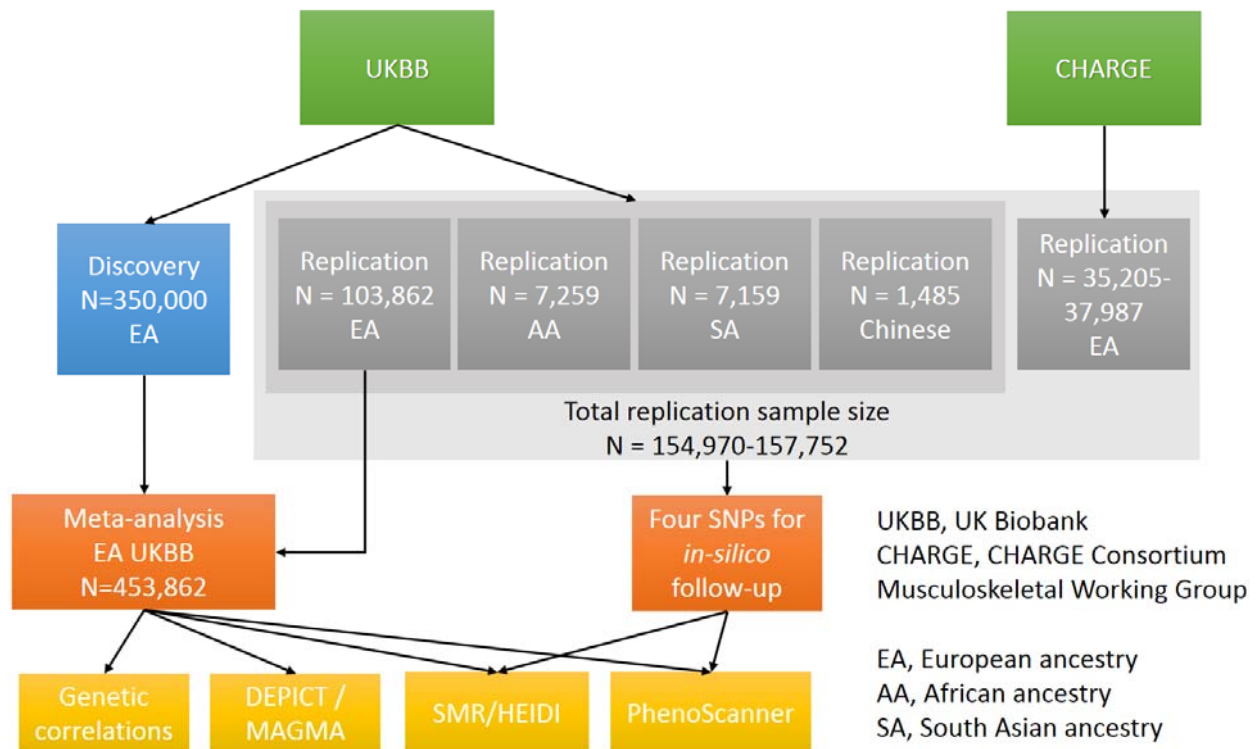 UKBB
CHARGE
Discovery
N=350,000
EA
Replication
N = 103,862
EA
Replication
N = 7,259
AA
Replication
N = 7,159
SA
Replication
N = 1,485
Chinese
Replication
N = 35,205-
37,987
EA
Total replication sample size
N = 154,970-157,752
Meta-analysis
EA UKBB
N=453,862
Four SNPs for
in-silico
follow-up
UKBB, UK Biobank
CHARGE, CHARGE Consortium
Musculoskeletal Working Group
EA, European ancestry
AA, African ancestry
SA, South Asian ancestry
Genetic
correlations
DEPICT /
MAGMA
SMR/HEIDI
PhenoScanner